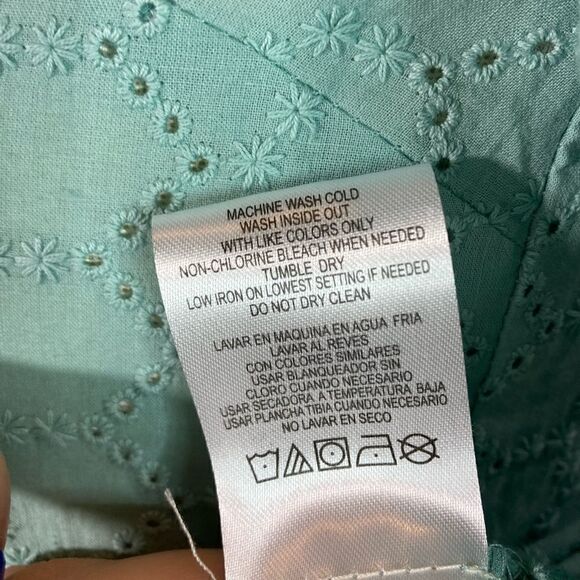 MACHINE WASH COLD
WASH INSIDE OUT
WITH LIKE COLORS ONLY
NON-CHLORINE BLEACH WHEN NEEDED
TUMBLE DRY
LOW IRON ON LOWEST SETTING IF NEEDED
DO NOT DRY CLEAN
LAVAR EN MAQUINA EN AGUA FRIA
LAVAR AL REVES
CON COLORES SIMILARES
USAR BLANQUEADOR SIN
CLORO CUANDO NECESARIO
USAR SECADORA A TEMPERATURA BAJA
USAR PLANCHA TIBIA CUANDO NECESARIO
NO LAVAR EN SECO